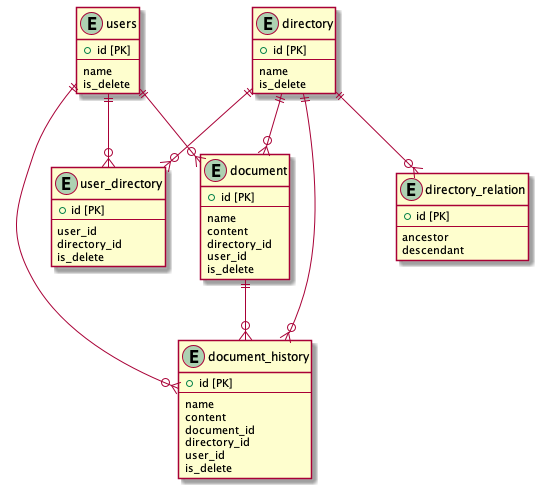 E users
id [PK]
name
is_delete
E directory
id [PK]
name
is_delete
E user_directory
id [PK]
user_id
directory_id
is_delete
E document
id [PK]
name
content
directory_id
user_id
is_delete
E directory_relation
id [PK]
ancestor
descendant
E document_history
id [PK]
name
content
document_id
directory_id
user_id
is_delete